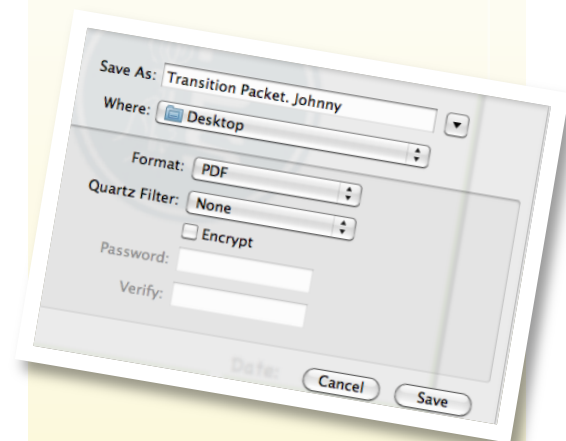 Save As: Transition Packet. Johnny
Where: Desktop
Format: PDF
Quartz Filter: None
Encrypt
Password:
Verify:
Date:
Cancel Save